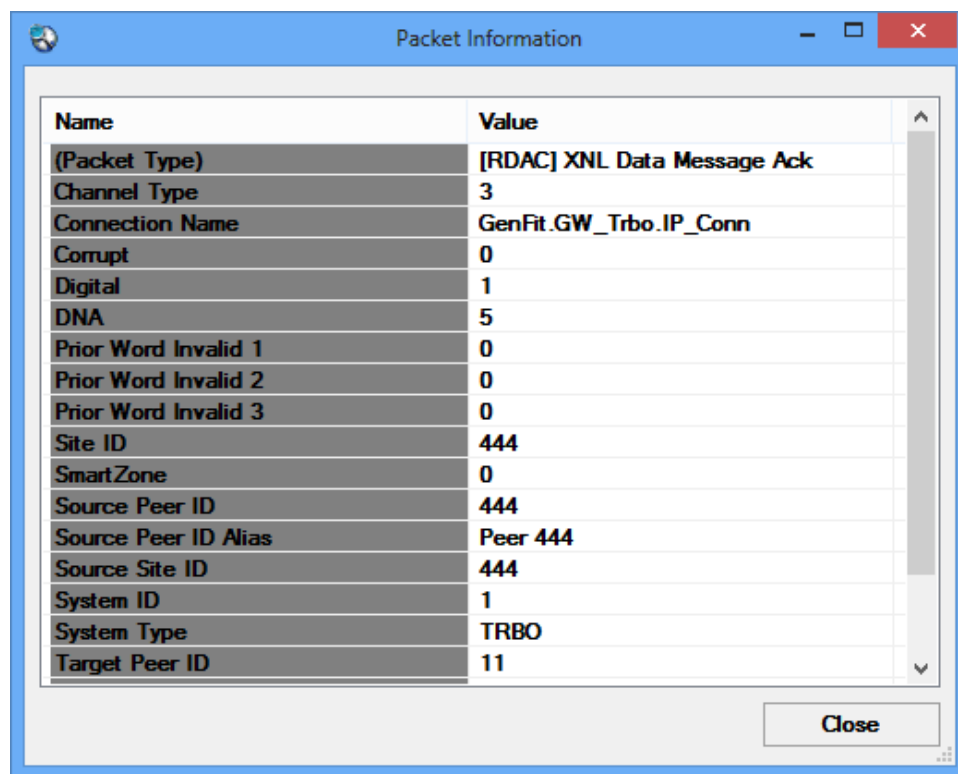 Packet Information
Name Value
(Packet Type) [RDAC] XNL Data Message Ack
Channel Type 3
Connection Name GenFit.GW_Trbo.IP_Conn
Corrupt 0
Digital 1
DNA 5
Prior Word Invalid 1 0
Prior Word Invalid 2 0
Prior Word Invalid 3 0
Site ID 444
SmartZone 0
Source Peer ID 444
Source Peer ID Alias Peer 444
Source Site ID 444
System ID 1
System Type TRBO
Target Peer ID 11
Close